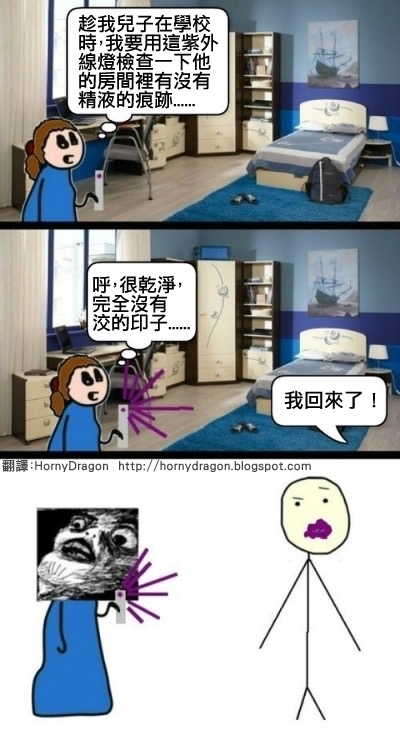 趁我兒子在學校
時，我要用這紫外
線燈檢查一下他
的房間裡有沒有
精液的痕跡......
呼，很乾淨，
完全沒有
洨的印子......
我回來了！
翻譯:HornyDragon http://hornydragon.blogspot.com